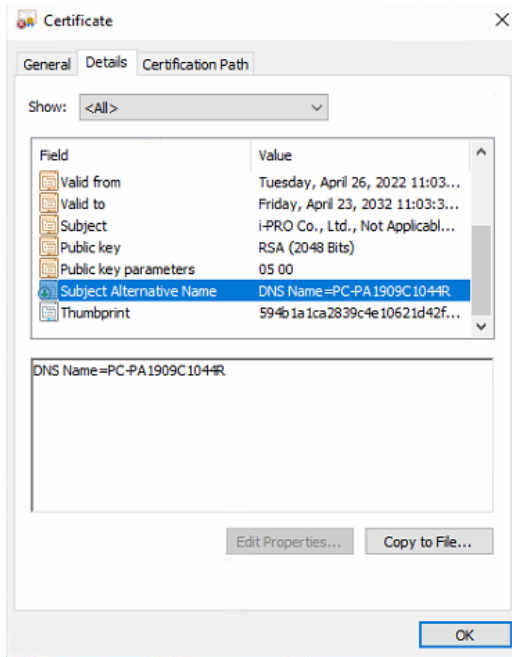 Certificate
General Details Certification Path
Show: <All>
Field Value
Valid from Tuesday, April 26, 2022 11:03...
Valid to Friday, April 23, 2032 11:03:3...
Subject i-PRO Co., Ltd., Not Applicabl...
Public key RSA (2048 Bits)
Public key parameters 05 00
Subject Alternative Name DNS Name=PC-PA1909C1044R
Thumbprint 594b1a1ca2839c4e10621d42f...
DNS Name=PC-PA1909C1044R
Edit Properties... Copy to File...
OK